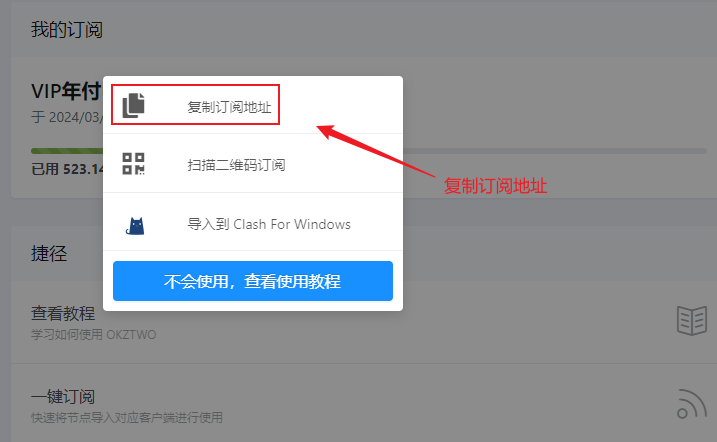 我的订阅
VIP年付
于 2024/03/
已用 523.14
复制订阅地址
扫描二维码订阅
导入到 Clash For Windows
不会使用，查看使用教程
复制订阅地址
捷径
查看教程
学习如何使用 OKZTWO
一键订阅
快速将节点导入对应客户端进行使用